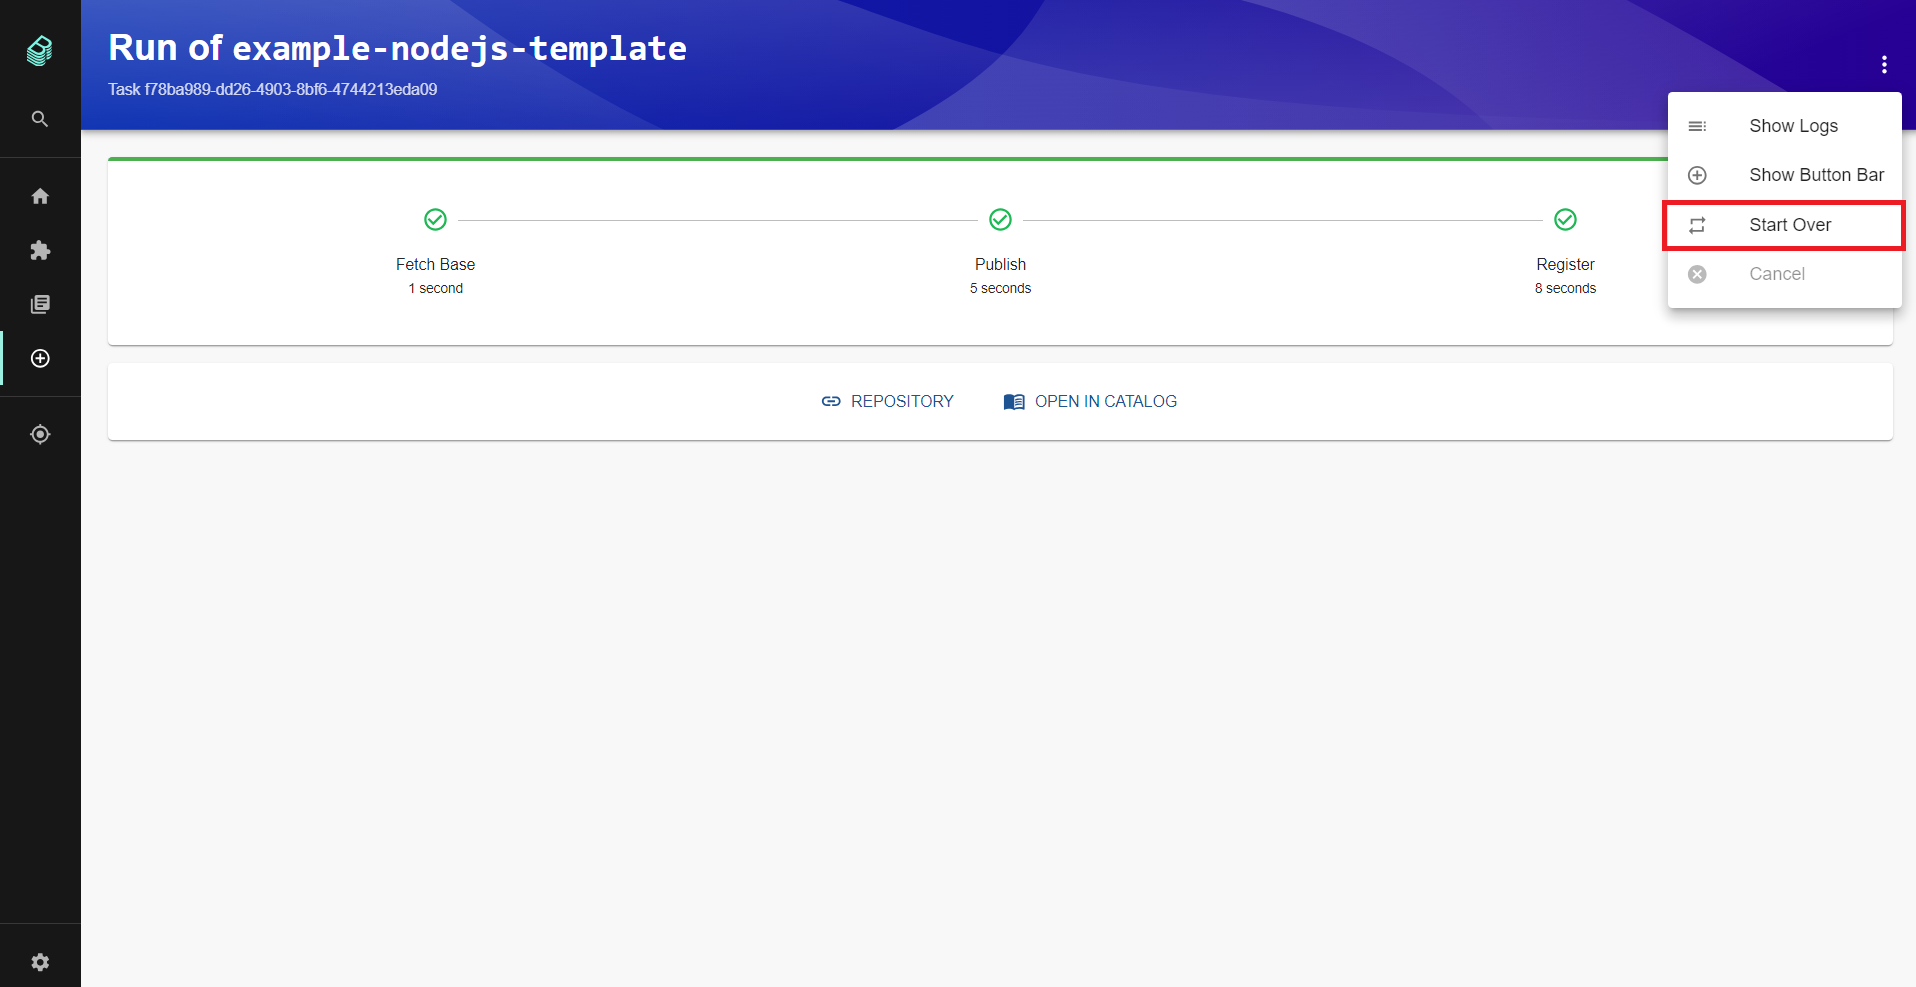 Run of example-nodejs-template
Task f78ba989-dd26-4903-8bf6-4744213eda09
Show Logs
Show Button Bar
Start Over
Cancel
Fetch Base
1 second
Publish
5 seconds
Register
8 seconds
REPOSITORY
OPEN IN CATALOG